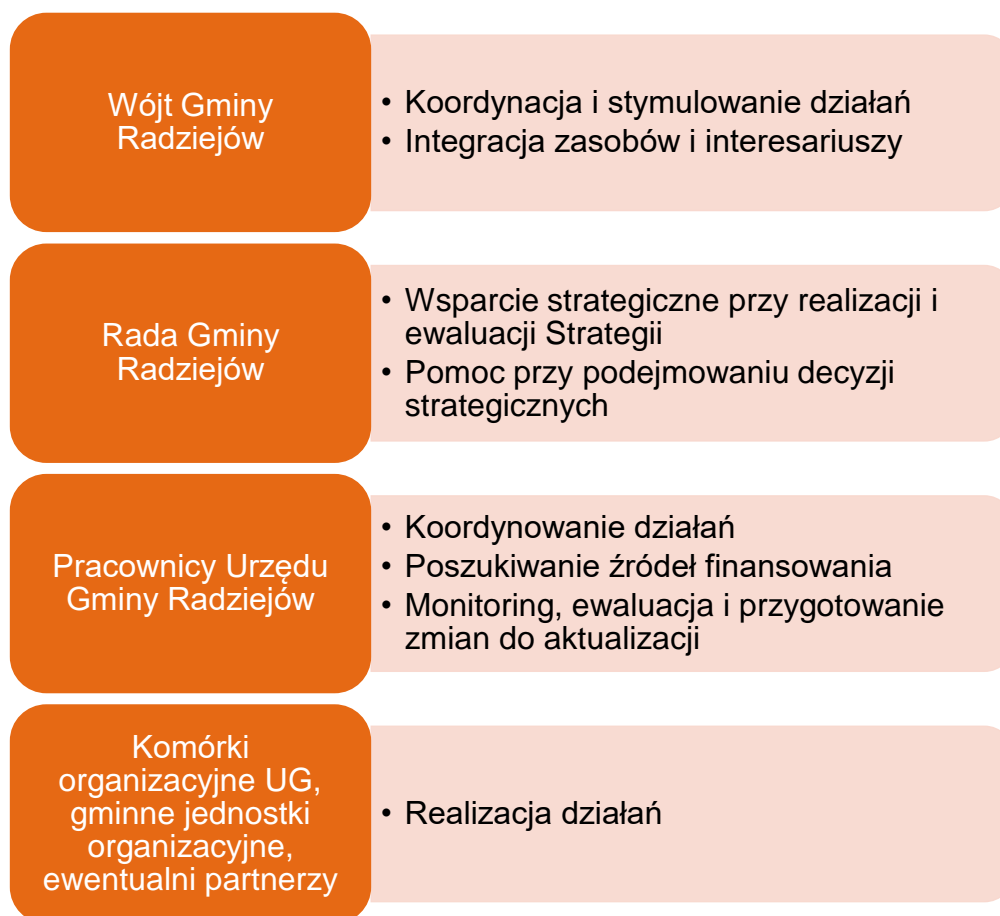 Wójt Gminy
Radziejów
• Koordynacja i stymulowanie działań
• Integracja zasobów i interesariuszy
Rada Gminy
Radziejów
• Wsparcie strategiczne przy realizacji i
ewaluacji Strategii
• Pomoc przy podejmowaniu decyzji
strategicznych
Pracownicy Urzędu
Gminy Radziejów
• Koordynowanie działań
• Poszukiwanie źródeł finansowania
• Monitoring, ewaluacja i przygotowanie
zmian do aktualizacji
Komórki
organizacyjne UG,
gminne jednostki
organizacyjne,
ewentualni partnerzy
• Realizacja działań